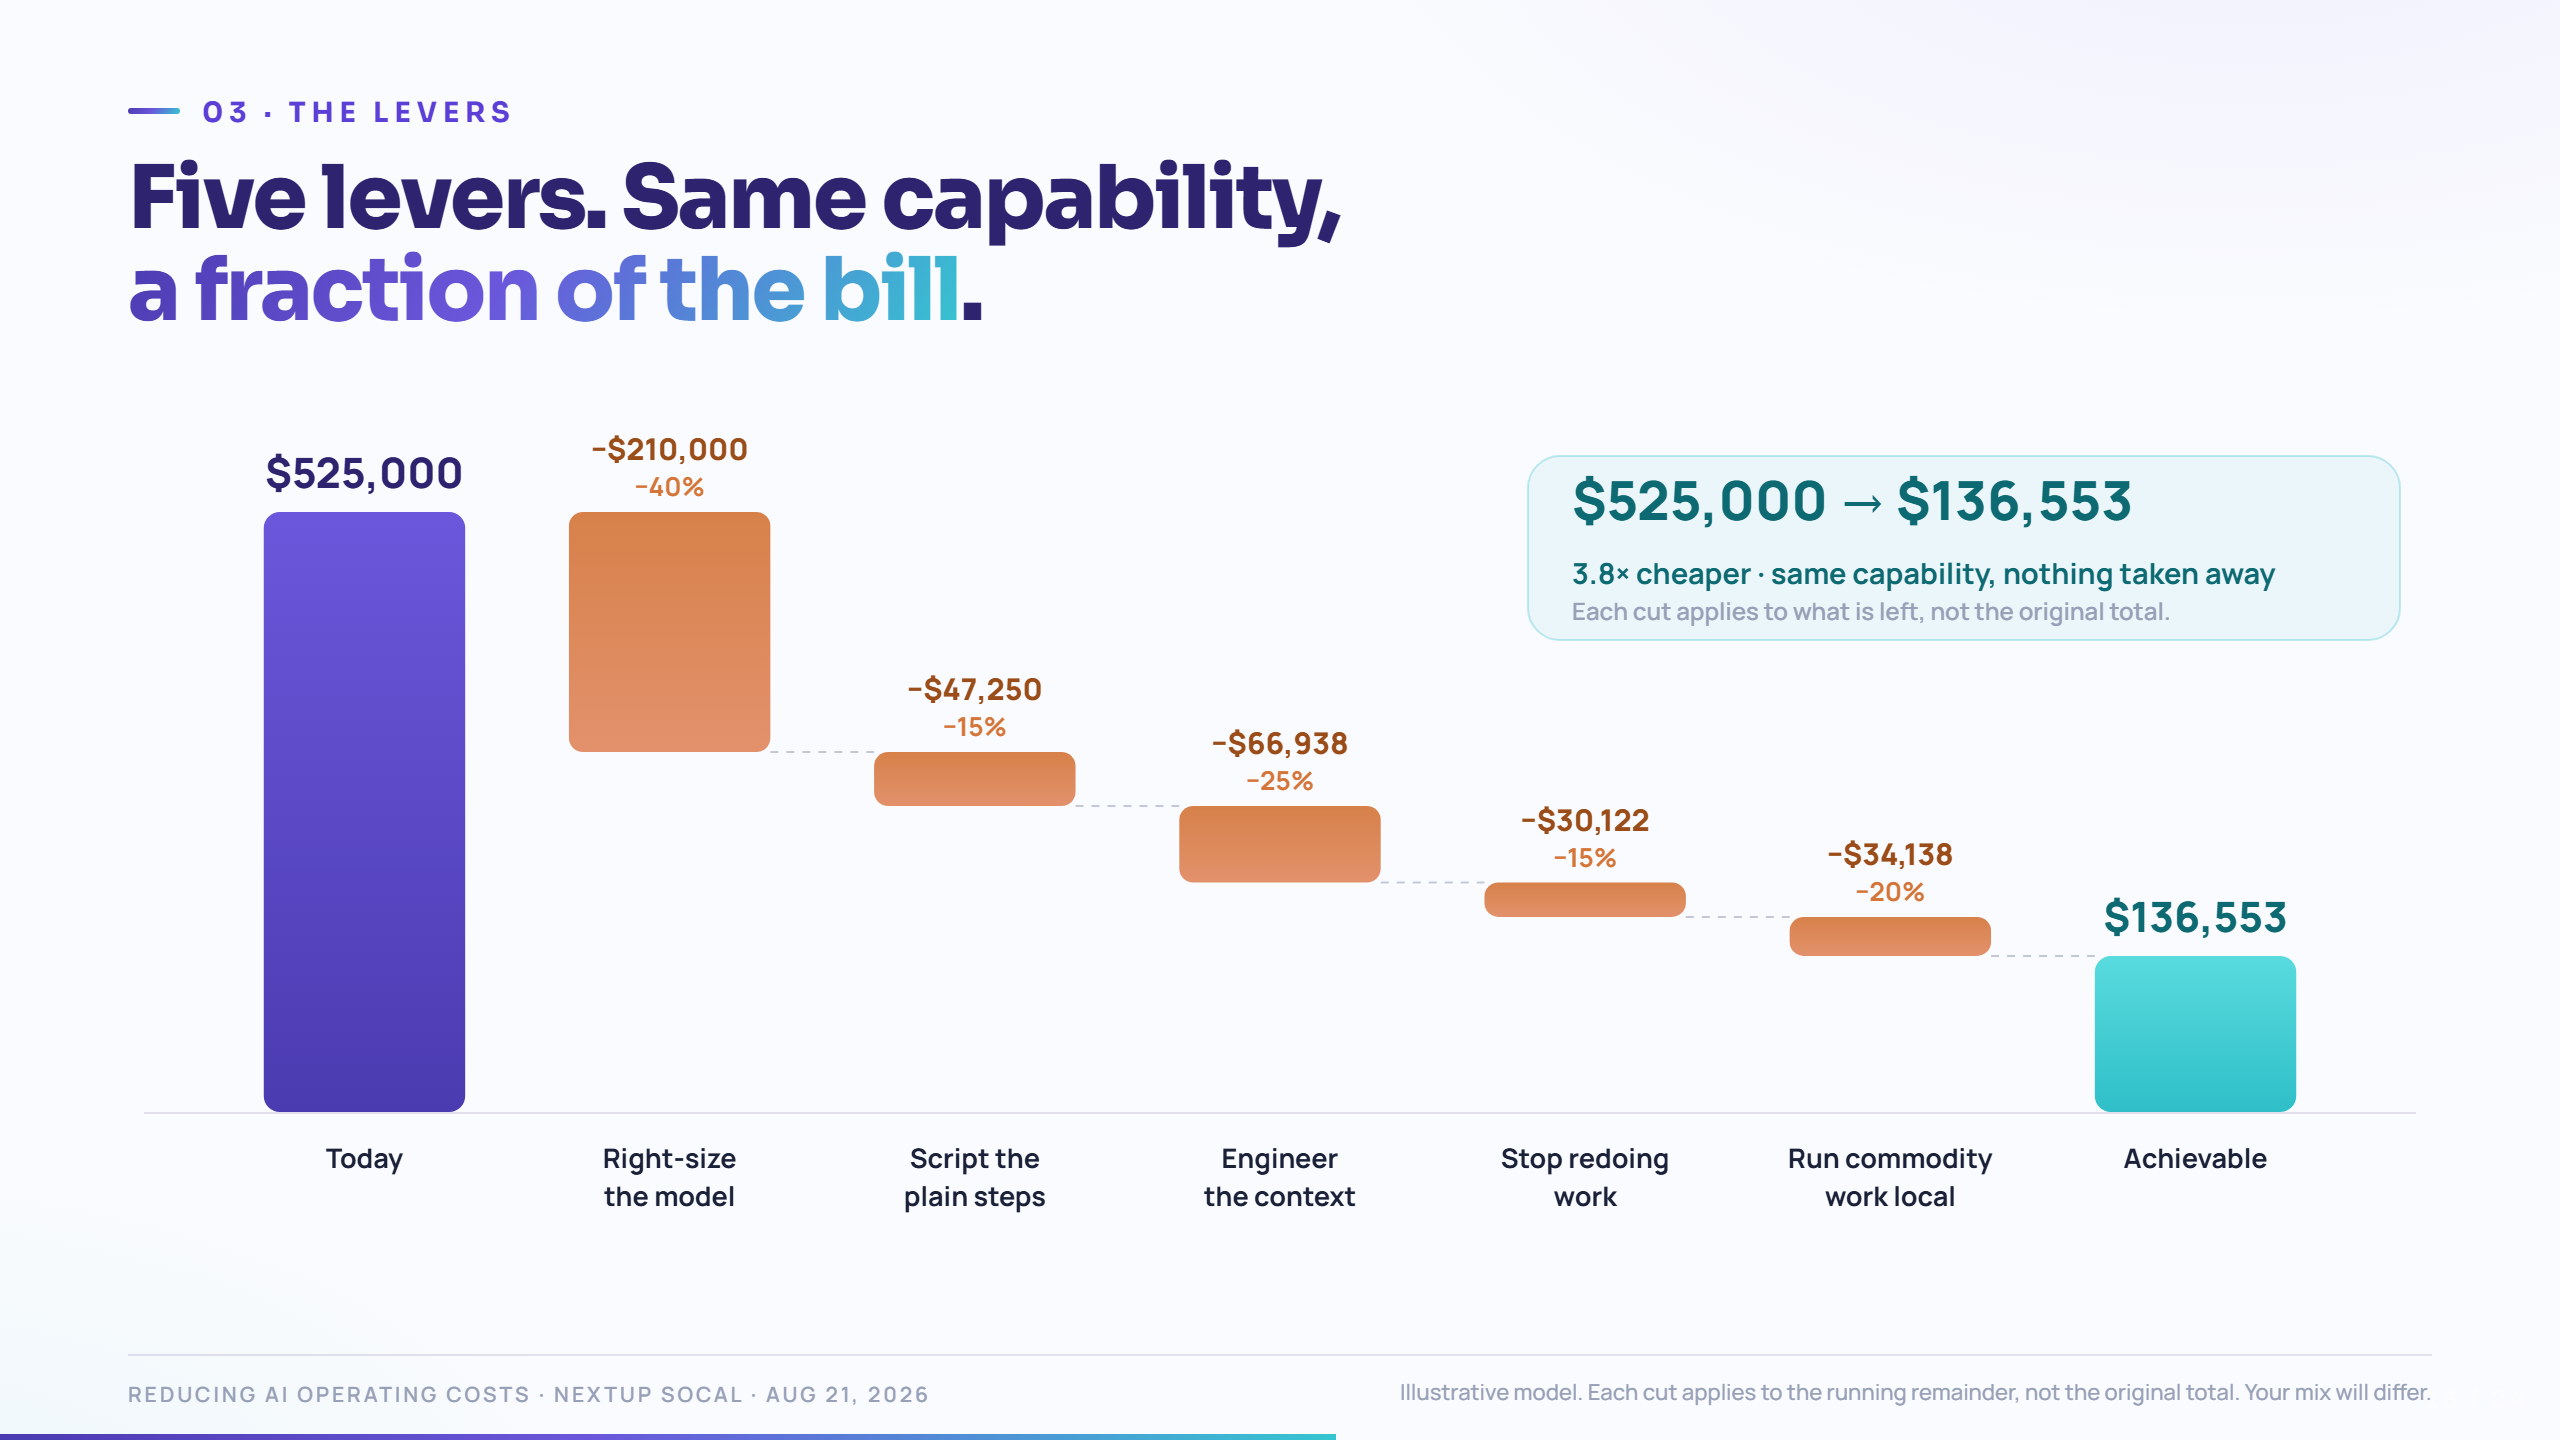 03 · THE LEVERS
Five levers. Same capability,
a fraction of the bill.
$525,000
−$210,000
−40%
−$47,250
−15%
−$66,938
−25%
−$30,122
−15%
−$34,138
−20%
$136,553
$525,000 → $136,553
3.8× cheaper · same capability, nothing taken away
Each cut applies to what is left, not the original total.
Today
Right-size
the model
Script the
plain steps
Engineer
the context
Stop redoing
work
Run commodity
work local
Achievable
REDUCING AI OPERATING COSTS · NEXTUP SOCAL · AUG 21, 2026
Illustrative model. Each cut applies to the running remainder, not the original total. Your mix will differ.